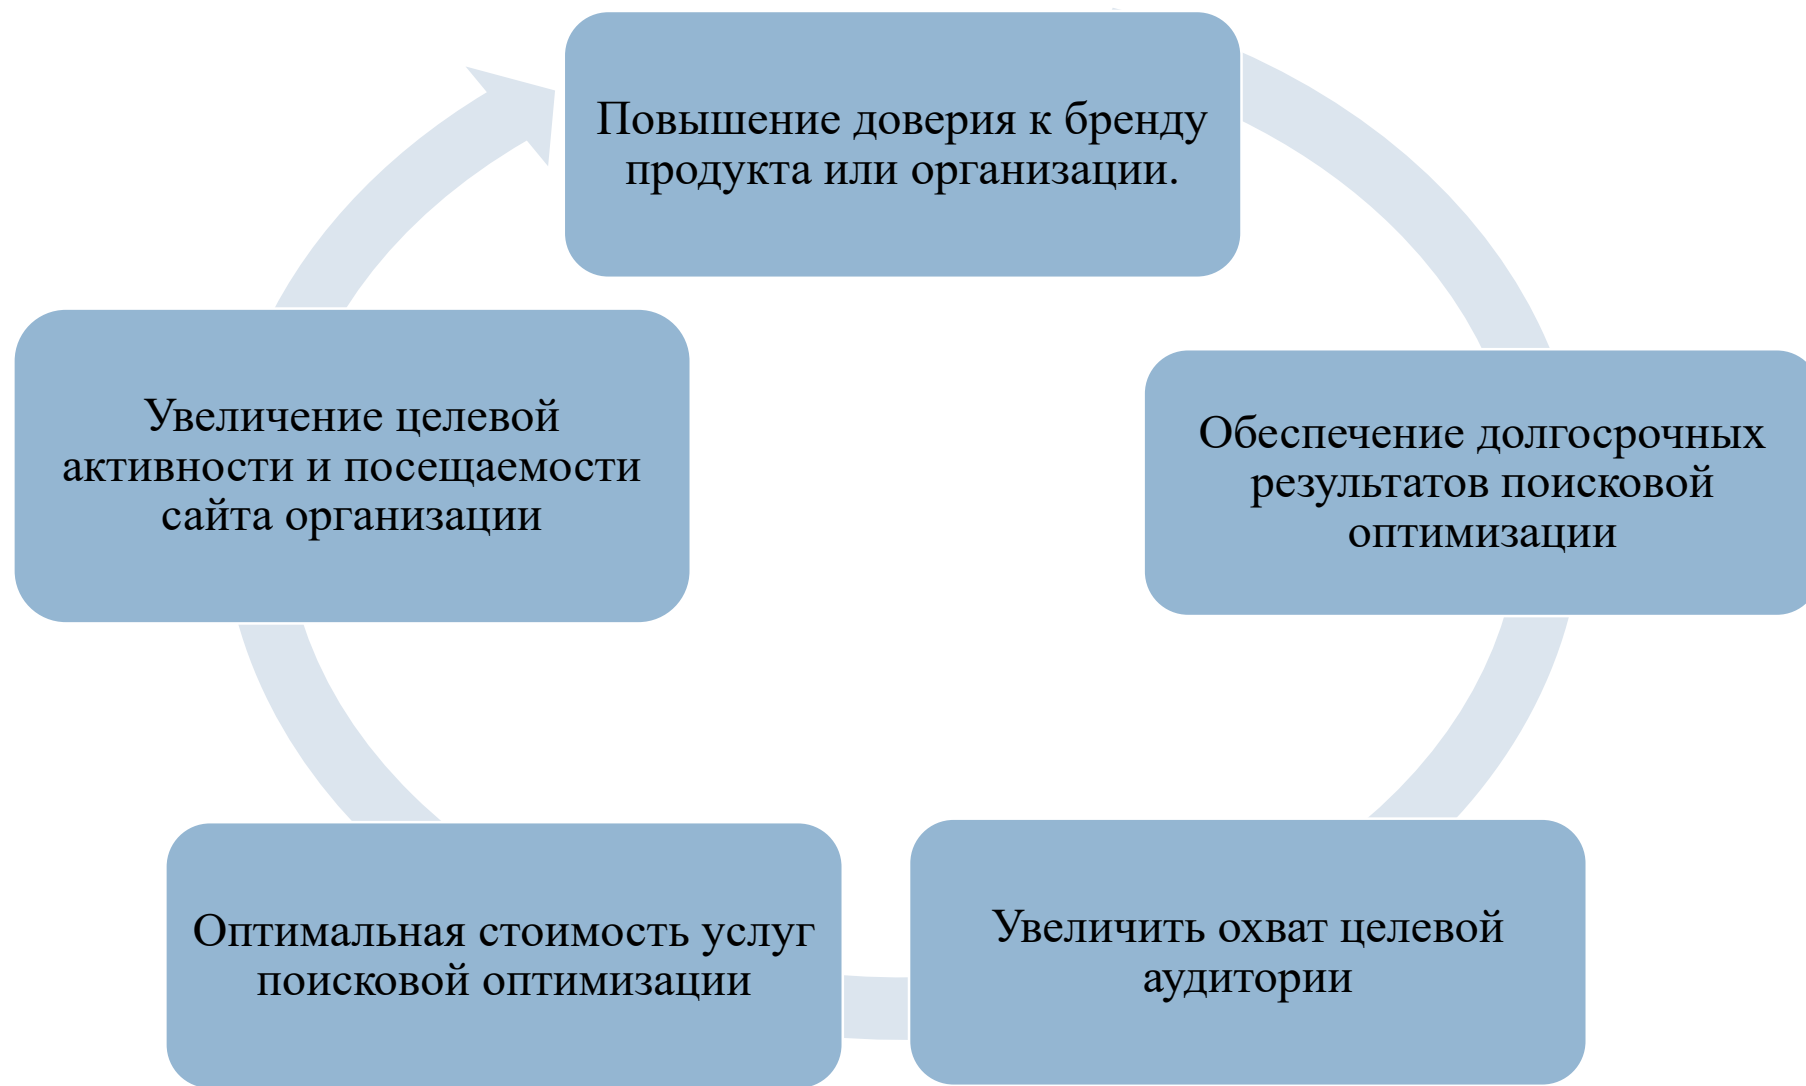 Повышение доверия к бренду
продукта или организации.
Обеспечение долгосрочных
результатов поисковой
оптимизации
Увеличить охват целевой
аудитории
Оптимальная стоимость услуг
поисковой оптимизации
Увеличение целевой
активности и посещаемости
сайта организации